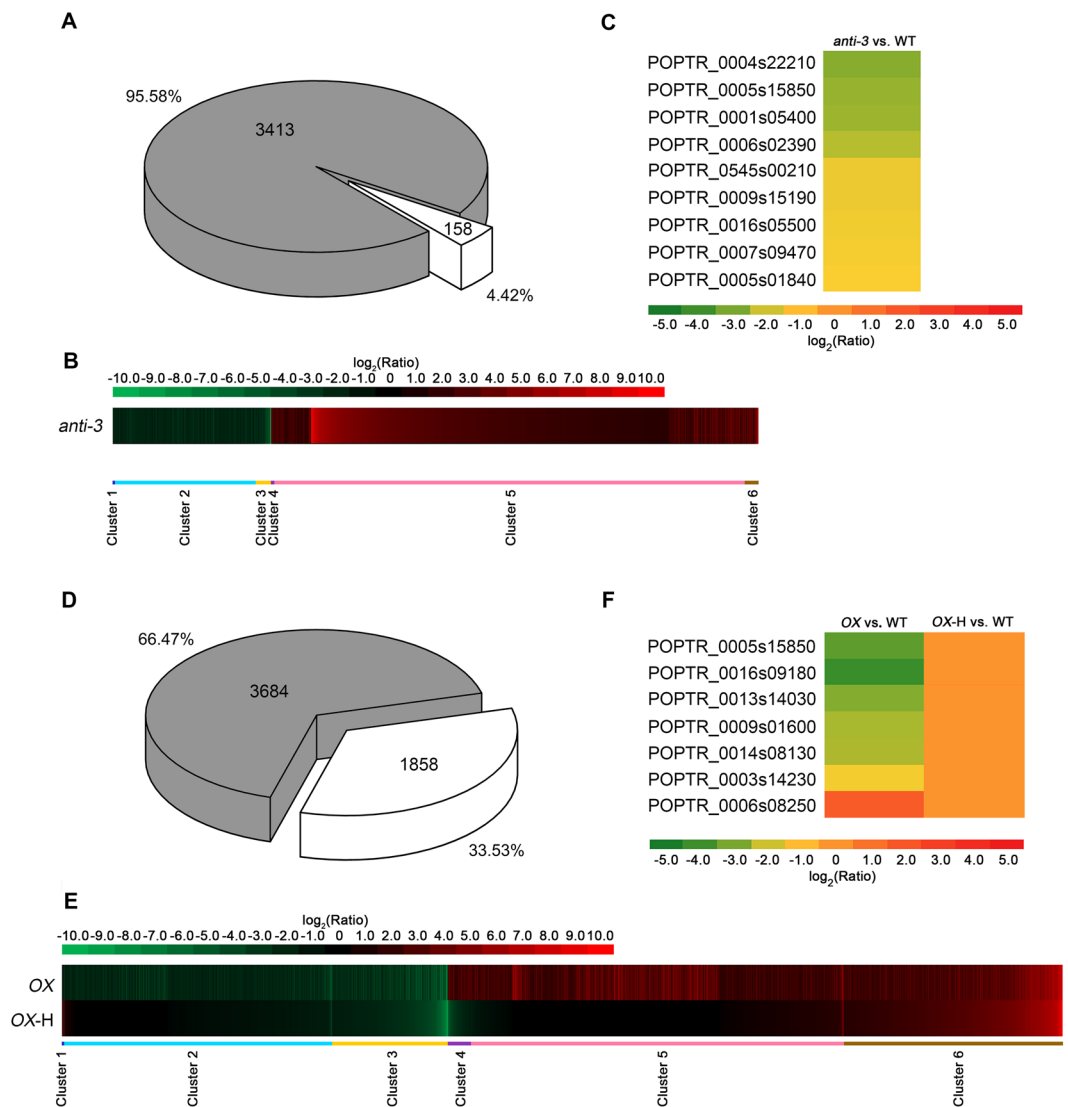 A
95.58%
3413
158
4.42%
C
anti-3 vs. WT
POPTR_0004s22210
POPTR_0005s15850
POPTR_0001s05400
POPTR_0006s02390
POPTR_0545s00210
POPTR_0009s15190
POPTR_0016s05500
POPTR_0007s09470
POPTR_0005s01840
-5.0 -4.0 -3.0 -2.0 -1.0 0 1.0 2.0 3.0 4.0 5.0
log2(Ratio)
B
log2(Ratio)
-10.0 -9.0 -8.0 -7.0 -6.0 -5.0 -4.0 -3.0 -2.0 -1.0 0 1.0 2.0 3.0 4.0 5.0 6.0 7.0 8.0 9.0 10.0
anti-3
Cluster 1
Cluster 2
Cluster 3
Cluster 4
Cluster 5
Cluster 6
D
66.47%
3684
1858
33.53%
F
OX vs. WT OX-H vs. WT
POPTR_0005s15850
POPTR_0016s09180
POPTR_0013s14030
POPTR_0009s01600
POPTR_0014s08130
POPTR_0003s14230
POPTR_0006s08250
-5.0 -4.0 -3.0 -2.0 -1.0 0 1.0 2.0 3.0 4.0 5.0
log2(Ratio)
E
log2(Ratio)
-10.0 -9.0 -8.0 -7.0 -6.0 -5.0 -4.0 -3.0 -2.0 -1.0 0 1.0 2.0 3.0 4.0 5.0 6.0 7.0 8.0 9.0 10.0
OX
OX-H
Cluster 1
Cluster 2
Cluster 3
Cluster 4
Cluster 5
Cluster 6